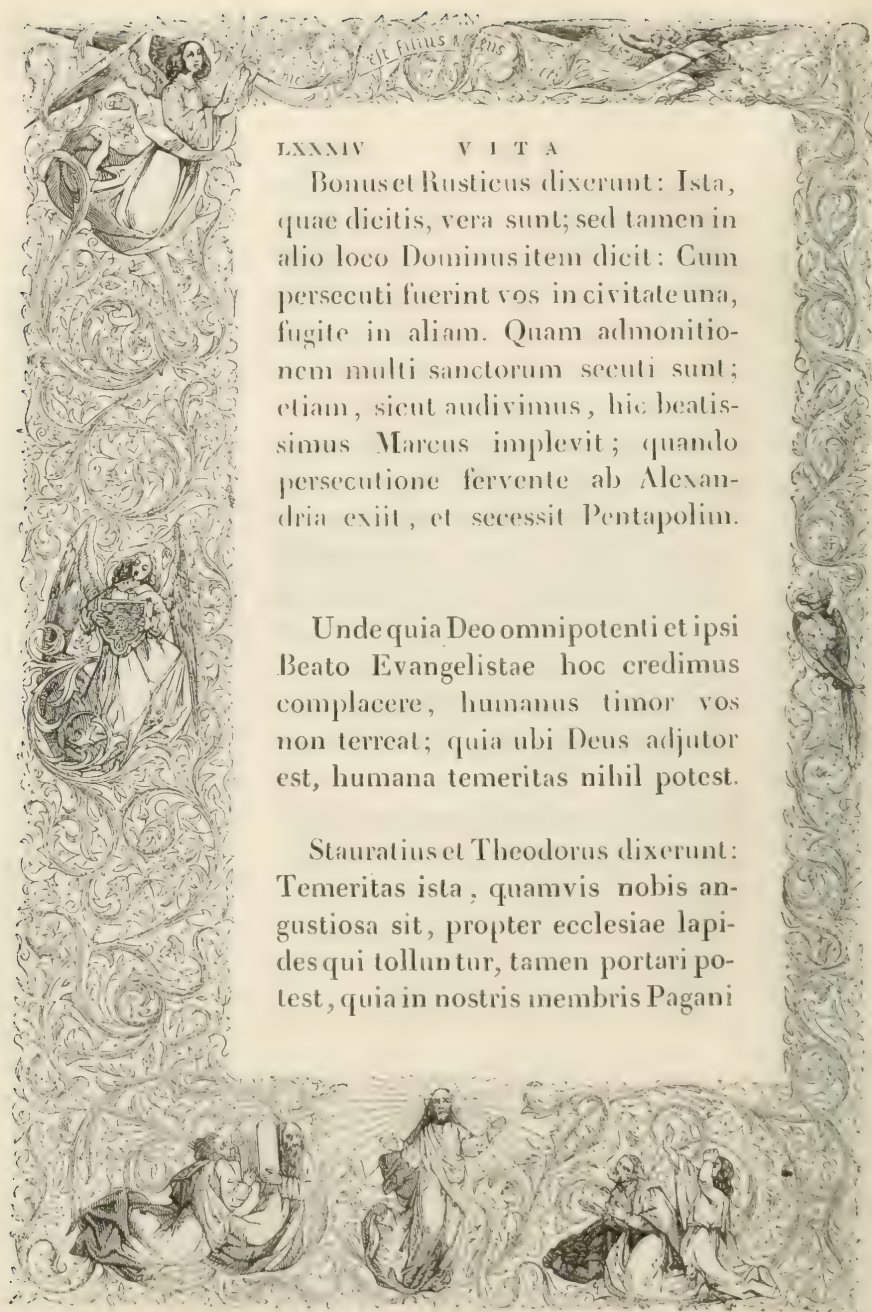 est filius meus
LXXXIV VITA
Bonus et Rusticus dixerunt: Ista,
quae dicitis, vera sunt; sed tamen in
alio loco Dominus item dicit: Cum
persecuti fuerint vos in civitate una,
fugite in aliam. Quam admonitio-
nem multi sanctorum secuti sunt;
etiam, sicut audivimus, hic beatis-
simus Marcus implevit; quando
persecutione fervente ab Alexan-
dria exiit, et secessit Pentapolim.
Unde quia Deo omnipotenti et ipsi
Beato Evangelistae hoc credimus
complacere, humanus timor vos
non terreat; quia ubi Deus adjutor
est, humana temeritas nihil potest.
Stauratius et Theodorus dixerunt:
Temeritas ista, quamvis nobis an-
gustiosa sit, propter ecclesiae lapi-
des qui tolluntur, tamen portari po-
test, quia in nostris membris Pagani